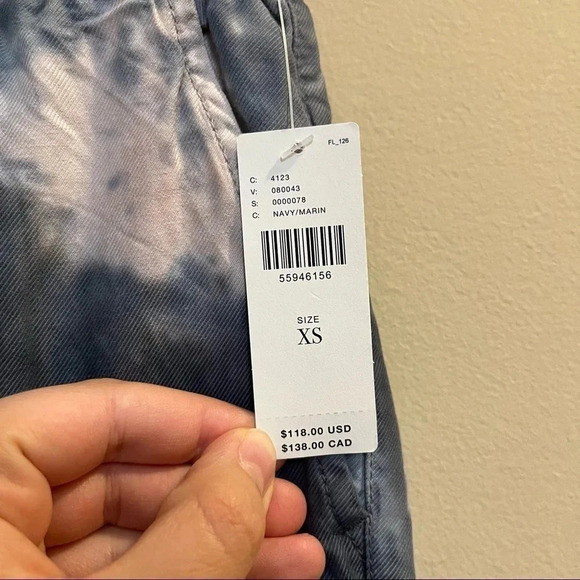 FL_126
C: 4123
V: 080043
S: 0000078
C: NAVY/MARIN
55946156
SIZE
XS
$118.00 USD
$138.00 CAD